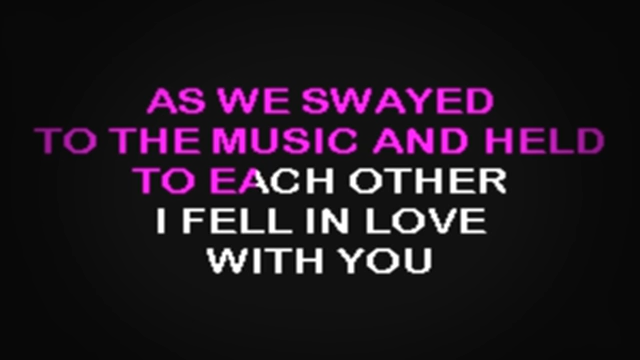 AS WE SWAYED
TO THE MUSIC AND HELD
TO EACH OTHER
I FELL IN LOVE
WITH YOU